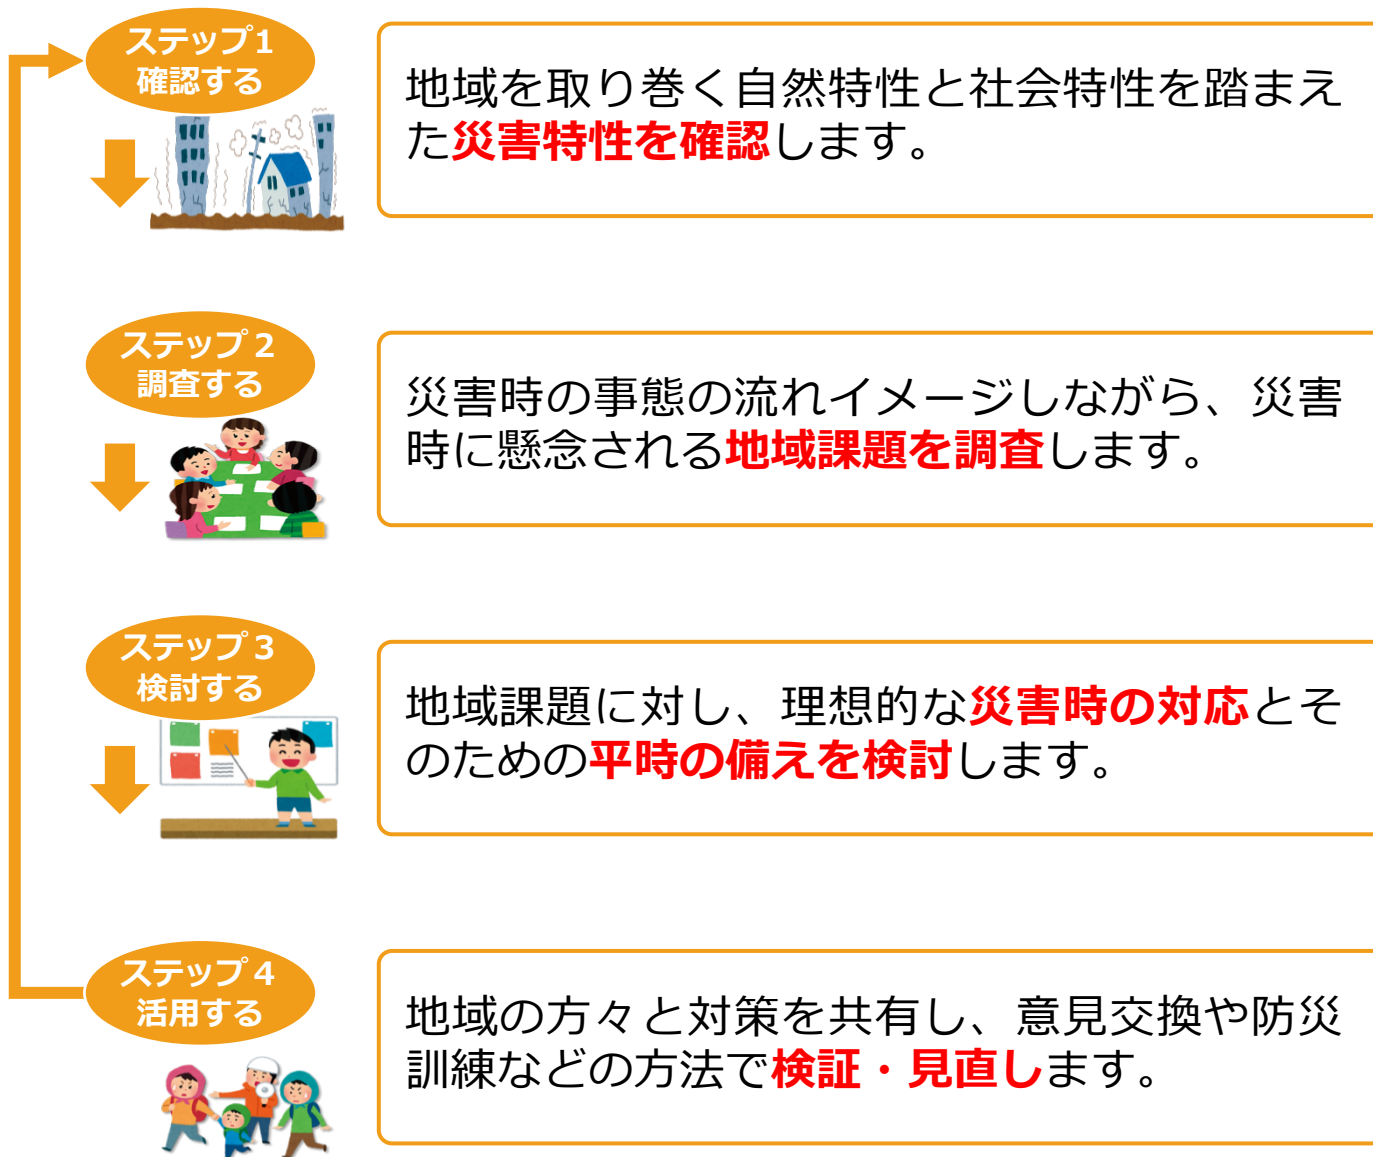 ステップ1
確認する
地域を取り巻く自然特性と社会特性を踏まえ
た災害特性を確認します。
ステップ２
調査する
災害時の事態の流れイメージしながら、災害
時に懸念される地域課題を調査します。
ステップ３
検討する
地域課題に対し、理想的な災害時の対応とそ
のための平時の備えを検討します。
ステップ４
活用する
地域の方々と対策を共有し、意見交換や防災
訓練などの方法で検証・見直します。